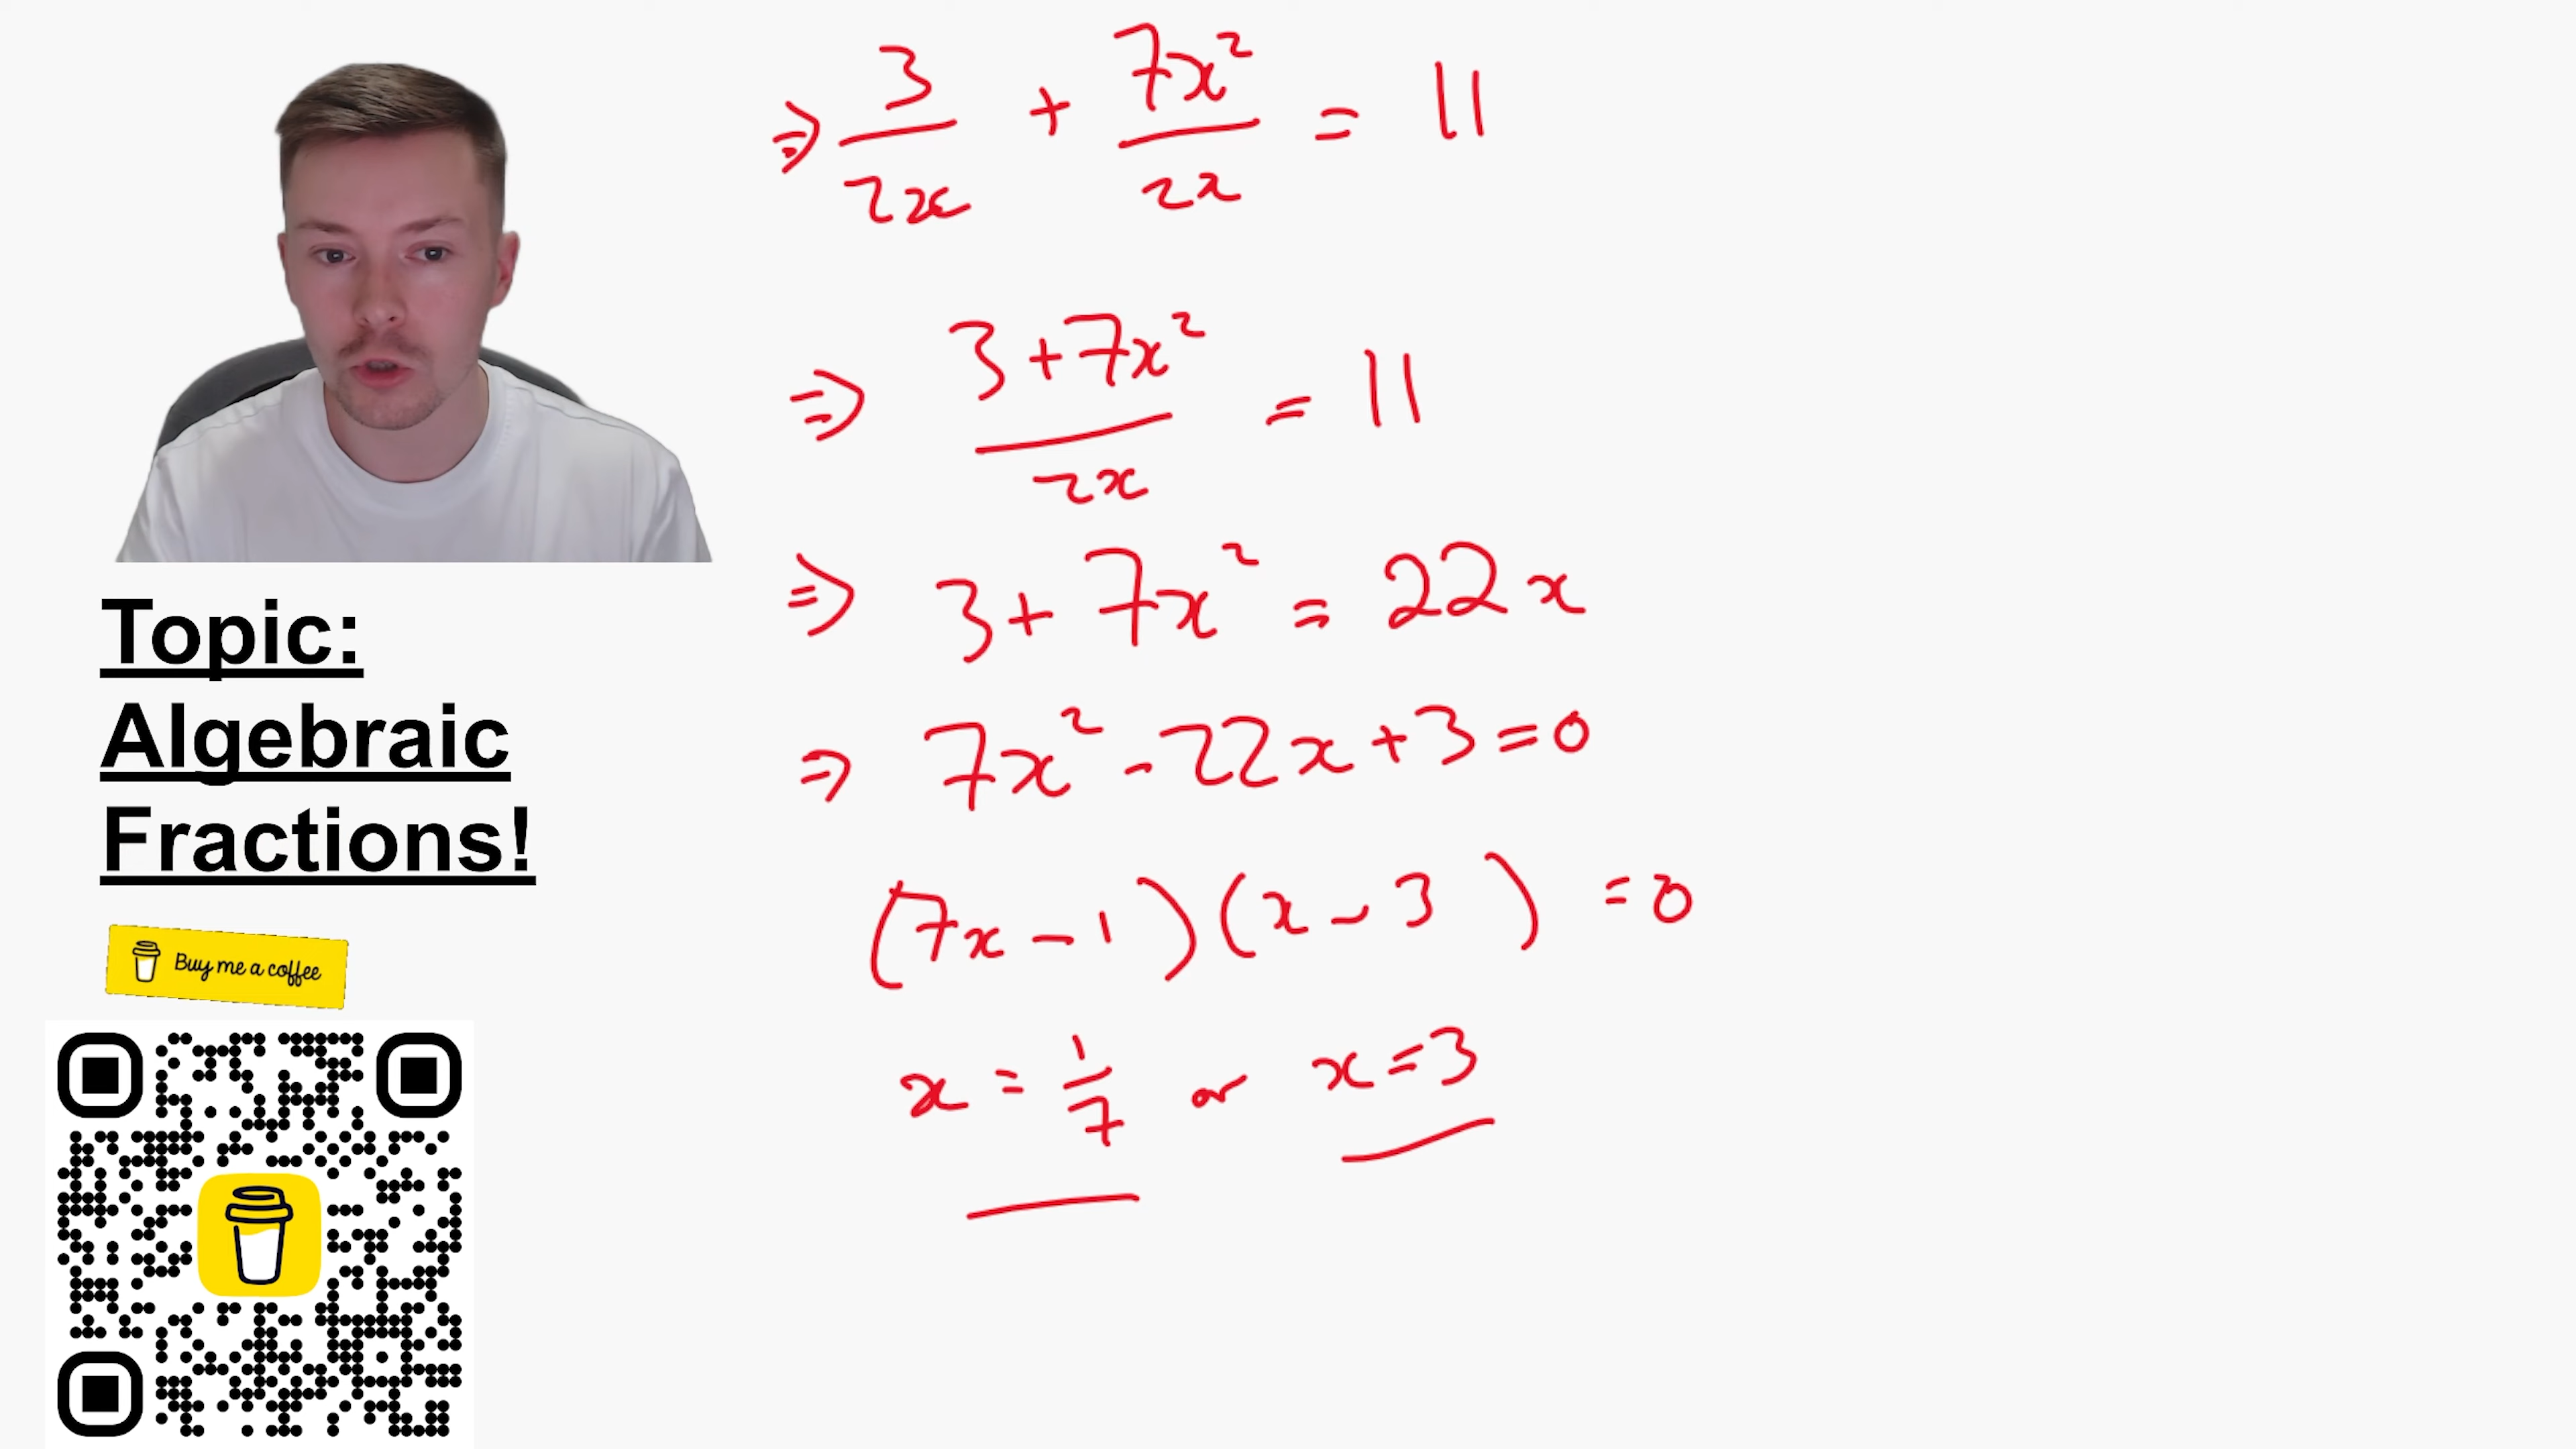 ⇒ 3/2x + 7x²/2x = 11
⇒ 3+7x²/2x = 11
⇒ 3+7x² = 22x
⇒ 7x²-22x+3=0
(7x-1)(x-3) =0
x = 1/7 or x=3
Topic:
Algebraic
Fractions!
Buy me a coffee